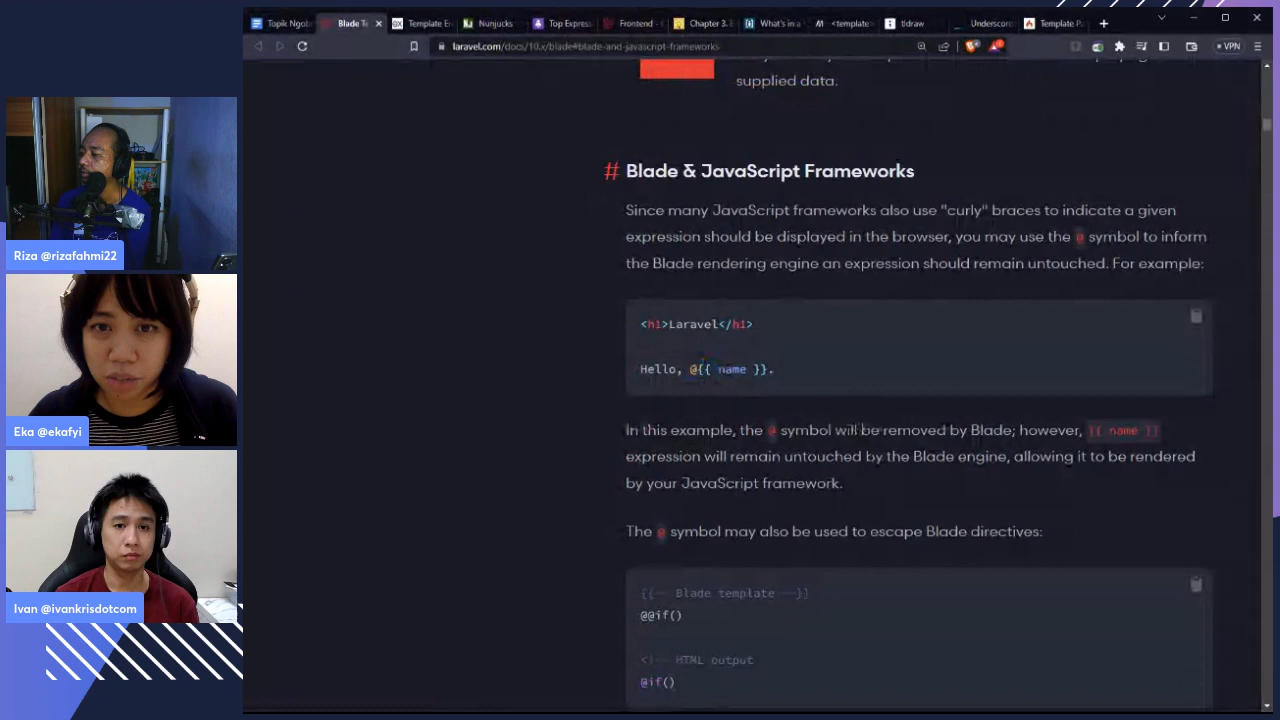 Topik Ngob
Blade Te
Template En
Nunjucks
Top Express
Frontend - 
Chapter 3.
What's in a
<template>
tldraw
Underscor
Template P
laravel.com/docs/10.x/blade#blade-and-javascript-frameworks
VPN
supplied data.
# Blade & JavaScript Frameworks
Since many JavaScript frameworks also use "curly" braces to indicate a given
expression should be displayed in the browser, you may use the @ symbol to inform
the Blade rendering engine an expression should remain untouched. For example:
<h1>Laravel</h1>
Hello, @{{ name }}.
In this example, the @ symbol will be removed by Blade; however, {{ name }}
expression will remain untouched by the Blade engine, allowing it to be rendered
by your JavaScript framework.
The @ symbol may also be used to escape Blade directives:
{{-- Blade template --}}
@@if()
<!-- HTML output
@if()
Riza @rizafahmi22
Eka @ekafyi
Ivan @ivankrisdotcom